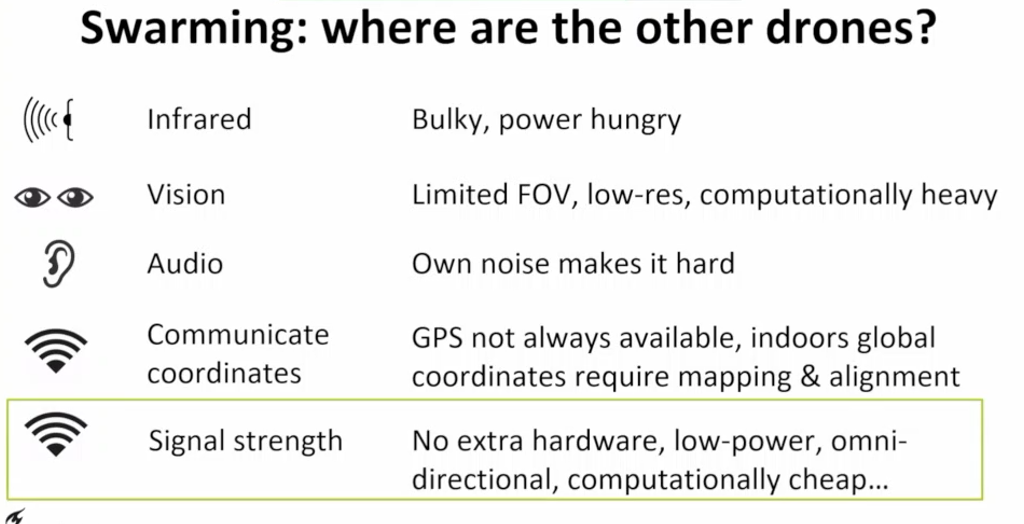 Swarming: where are the other drones?
Infrared Bulky, power hungry
Vision Limited FOV, low-res, computationally heavy
Audio Own noise makes it hard
Communicate coordinates GPS not always available, indoors global
coordinates require mapping & alignment
Signal strength No extra hardware, low-power, omni-
directional, computationally cheap...